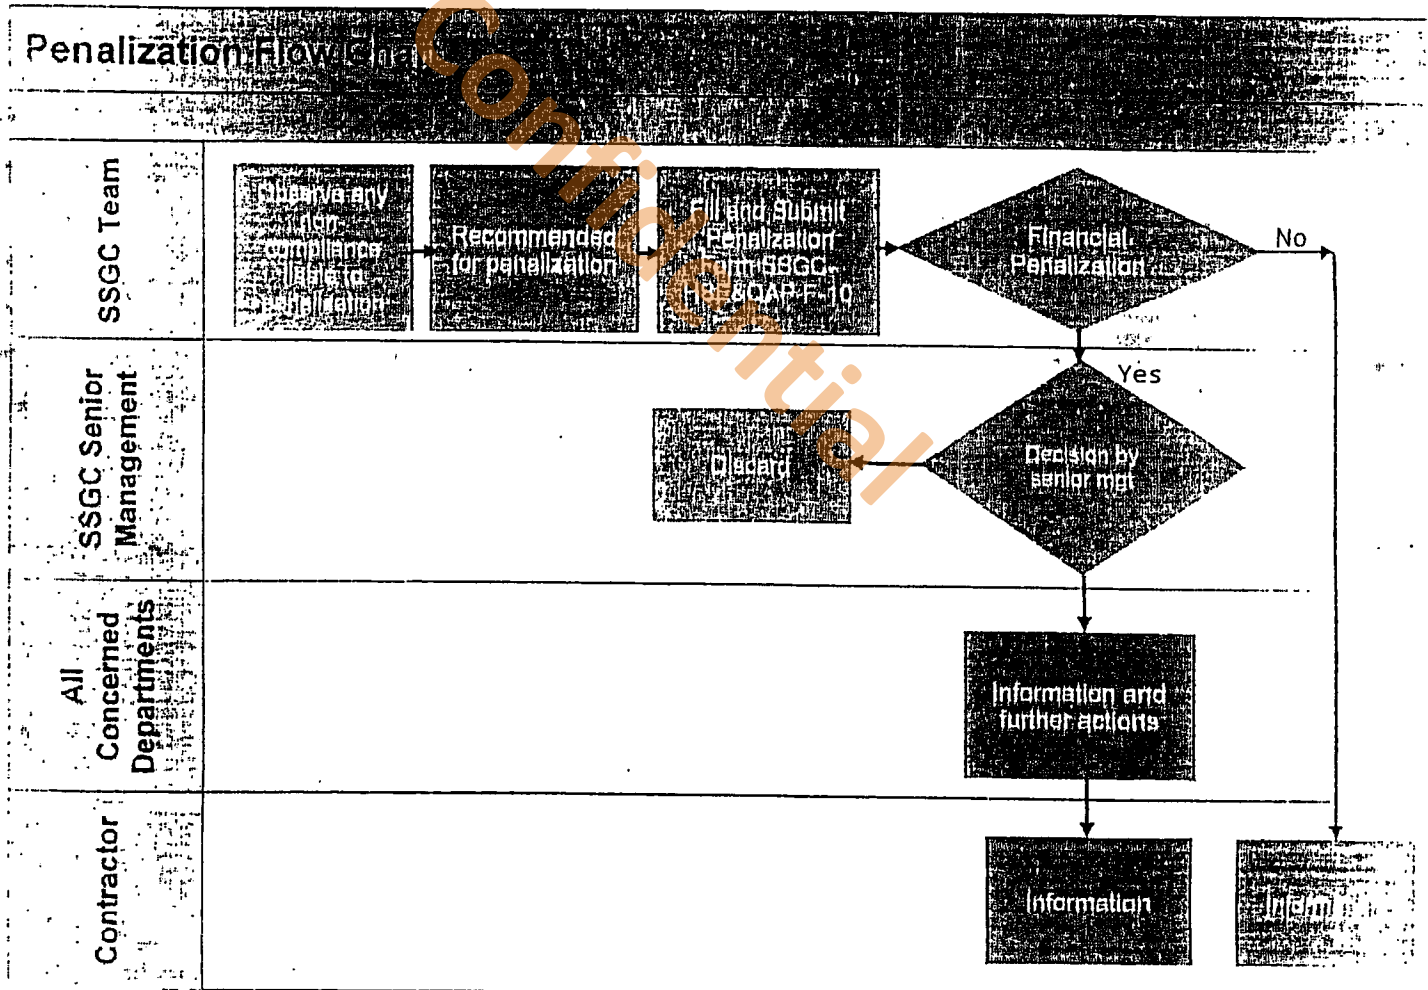 Penalization Flow Cha
Confidential
SSGC Team
Observe any
non
compliance
liable to
Recommended
for penalization
Fill and Submit
Penalization
Form SSGC-
Financial
Penalization
No
Yes
SSGC Senior
Management
Discard
Decision by
senior mgt
All
Concerned
Departments
Information and
further actions
Contractor
Information
Inform